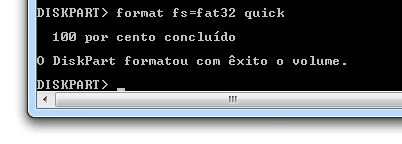 DISKPART> format fs=fat32 quick
100 por cento concluído
O DiskPart formatou com êxito o volume.
DISKPART> _